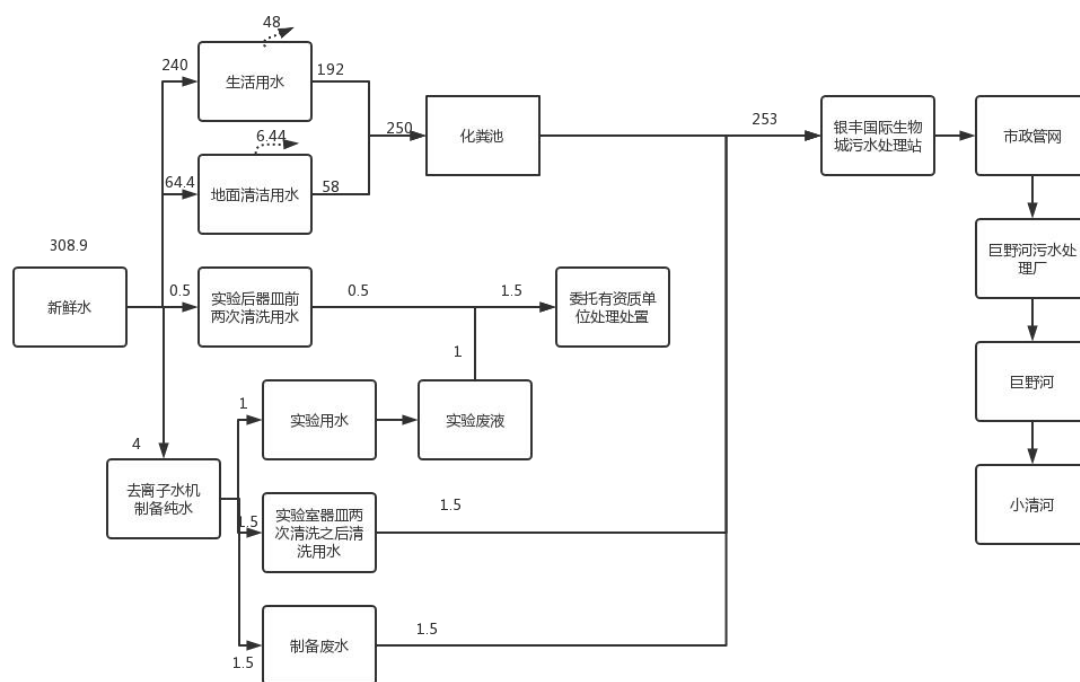 48
240
生活用水
192
6.44
250
化粪池
253
银丰国际生物
城污水处理站
市政管网
64.4
地面清洁用水
58
308.9
新鲜水
0.5
实验后器皿前
两次清洗用水
0.5
1.5
委托有资质单
位处理处置
巨野河污水处
理厂
1
1
实验用水
实验废液
巨野河
4
去离子水机
制备纯水
1.5
实验室器皿两
次清洗之后清
洗用水
1.5
小清河
1.5
制备废水
1.5